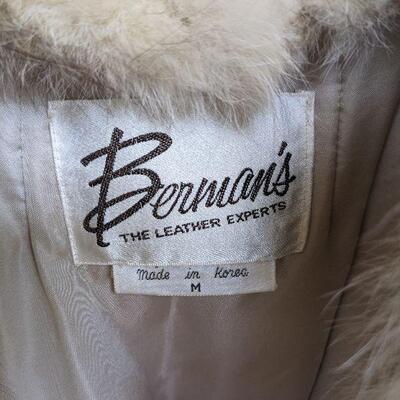 Berman's
THE LEATHER EXPERTS
Made in Korea
M